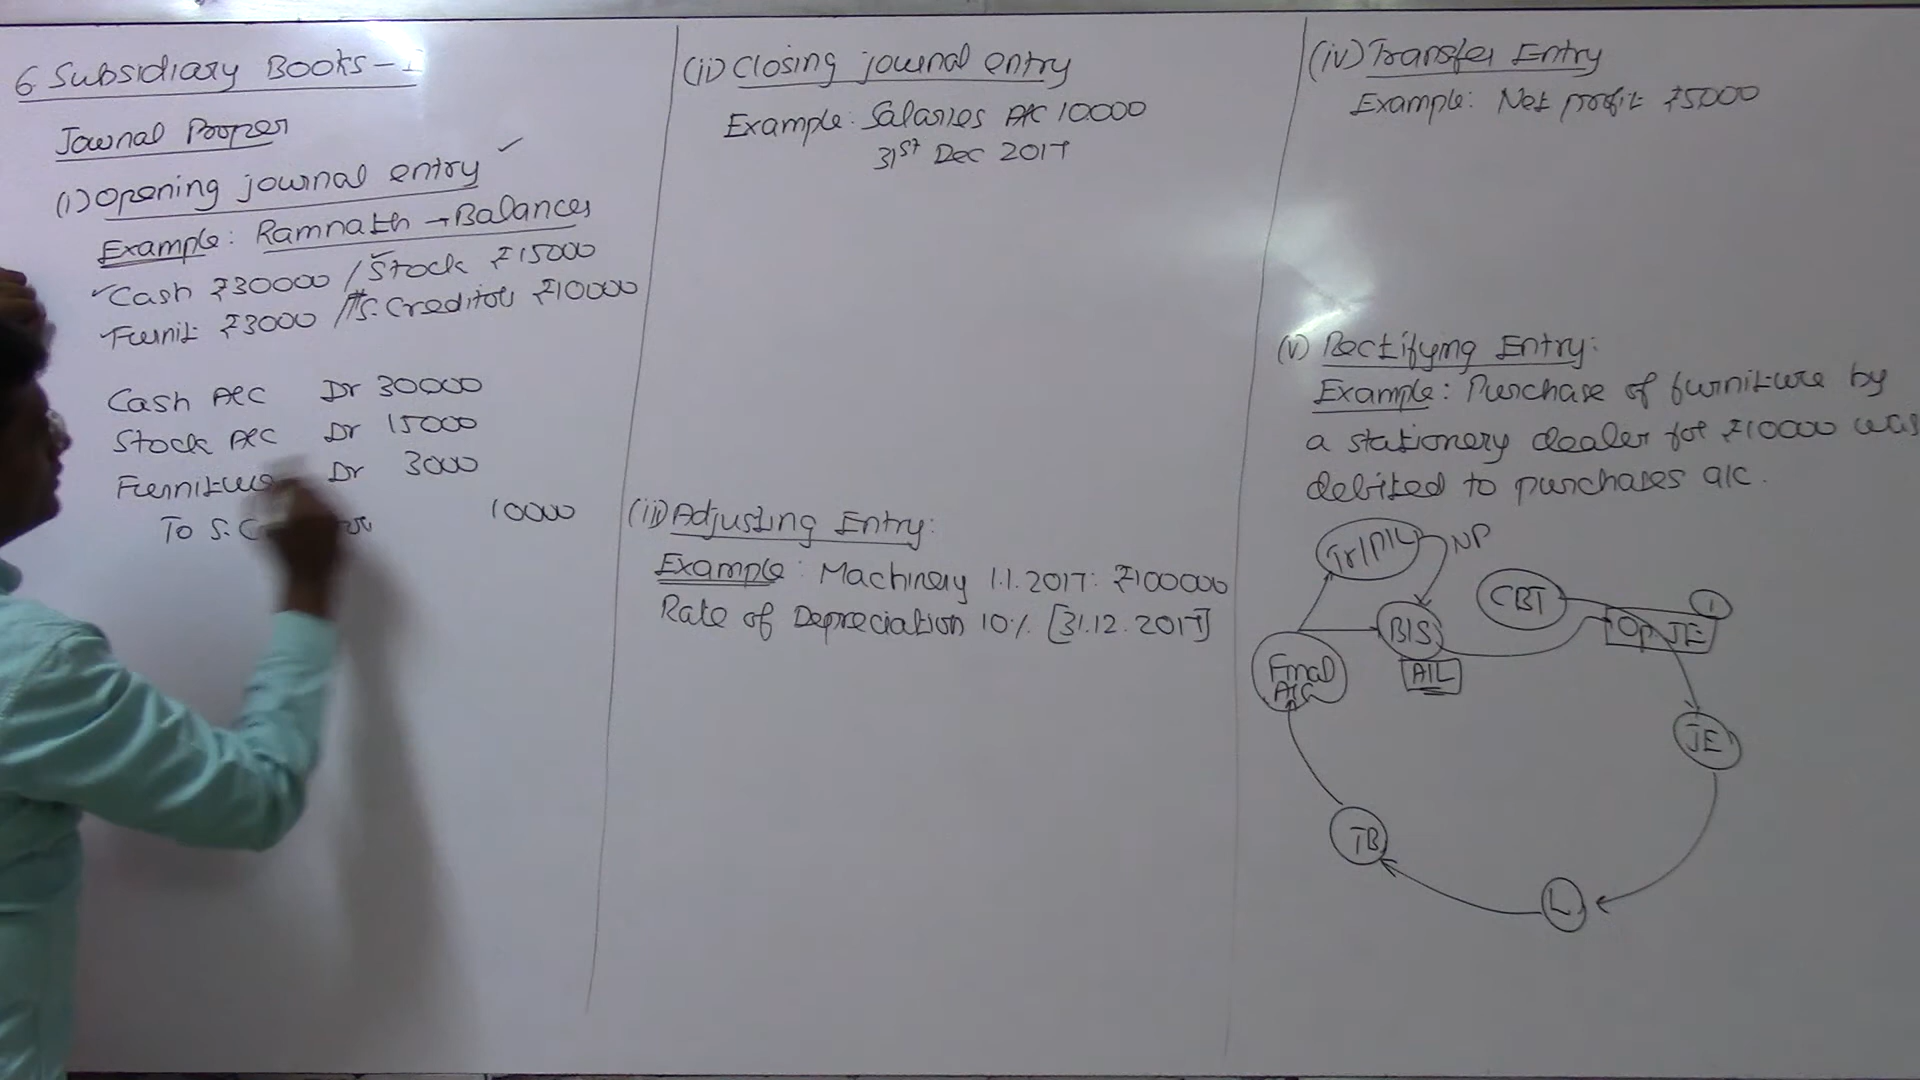 6 Subsidiary Books - I
Journal Proper
(i) Opening journal entry ✓
Example: Ramnath → Balances
✓Cash ₹30000 / Stock ₹15000
Furnit: ₹3000 / S. Creditors ₹10000
Cash A/C Dr 30000
Stock A/C Dr 15000
Furniture Dr 3000
To S. 10000
(ii) Closing journal entry
Example: Salaries A/C 10000
31st Dec 2017
(iii) Adjusting Entry:
Example: Machinery 1.1.2017: ₹100000
Rate of Depreciation 10% [31.12.2017]
(iv) Transfer Entry
Example: Net profit ₹5000
(v) Rectifying Entry:
Example: Purchase of furniture by
a stationery dealer for ₹10000 was
debited to purchases a/c.
Tr/P/L NP
CBT
1
B/S
Op. JE
Final
A/C
A/L
JE
TB
L